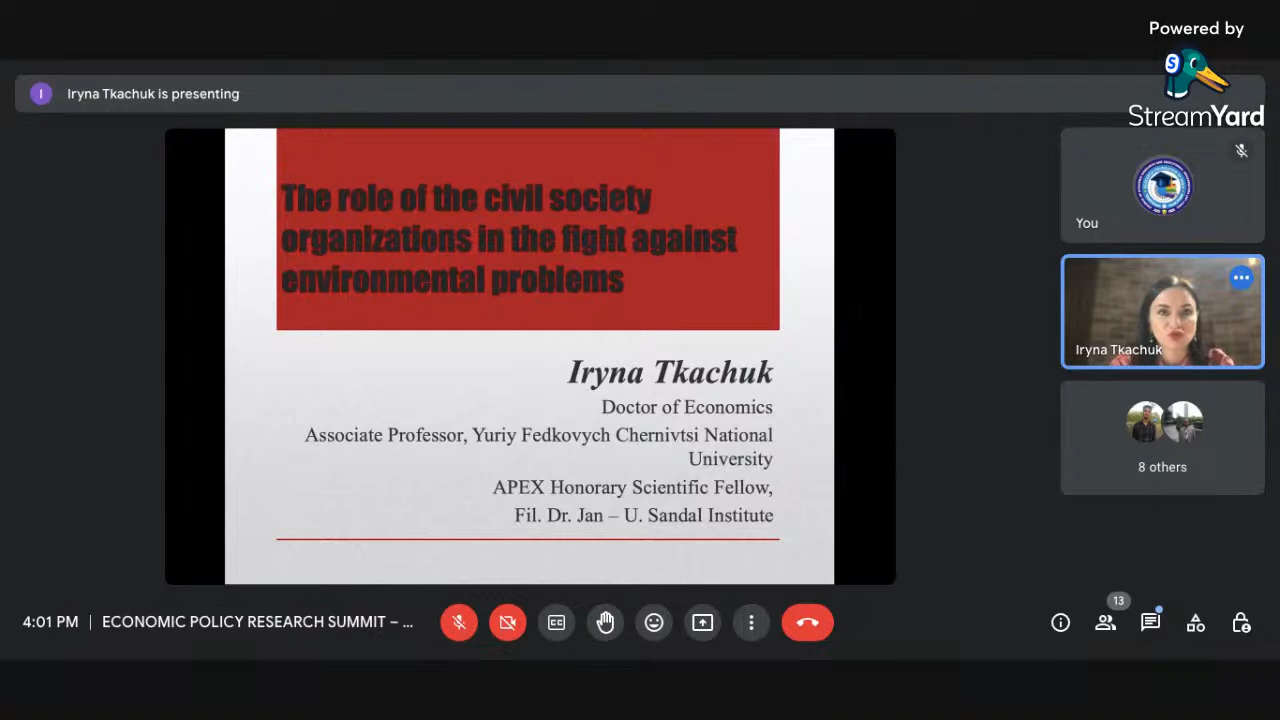 Powered by
S
StreamYard
I
Iryna Tkachuk is presenting
The role of the civil society
organizations in the fight against
environmental problems
Iryna Tkachuk
Doctor of Economics
Associate Professor, Yuriy Fedkovych Chernivtsi National
University
APEX Honorary Scientific Fellow,
Fil. Dr. Jan – U. Sandal Institute
You
Iryna Tkachuk
8 others
4:01 PM | ECONOMIC POLICY RESEARCH SUMMIT – ...
CC
13